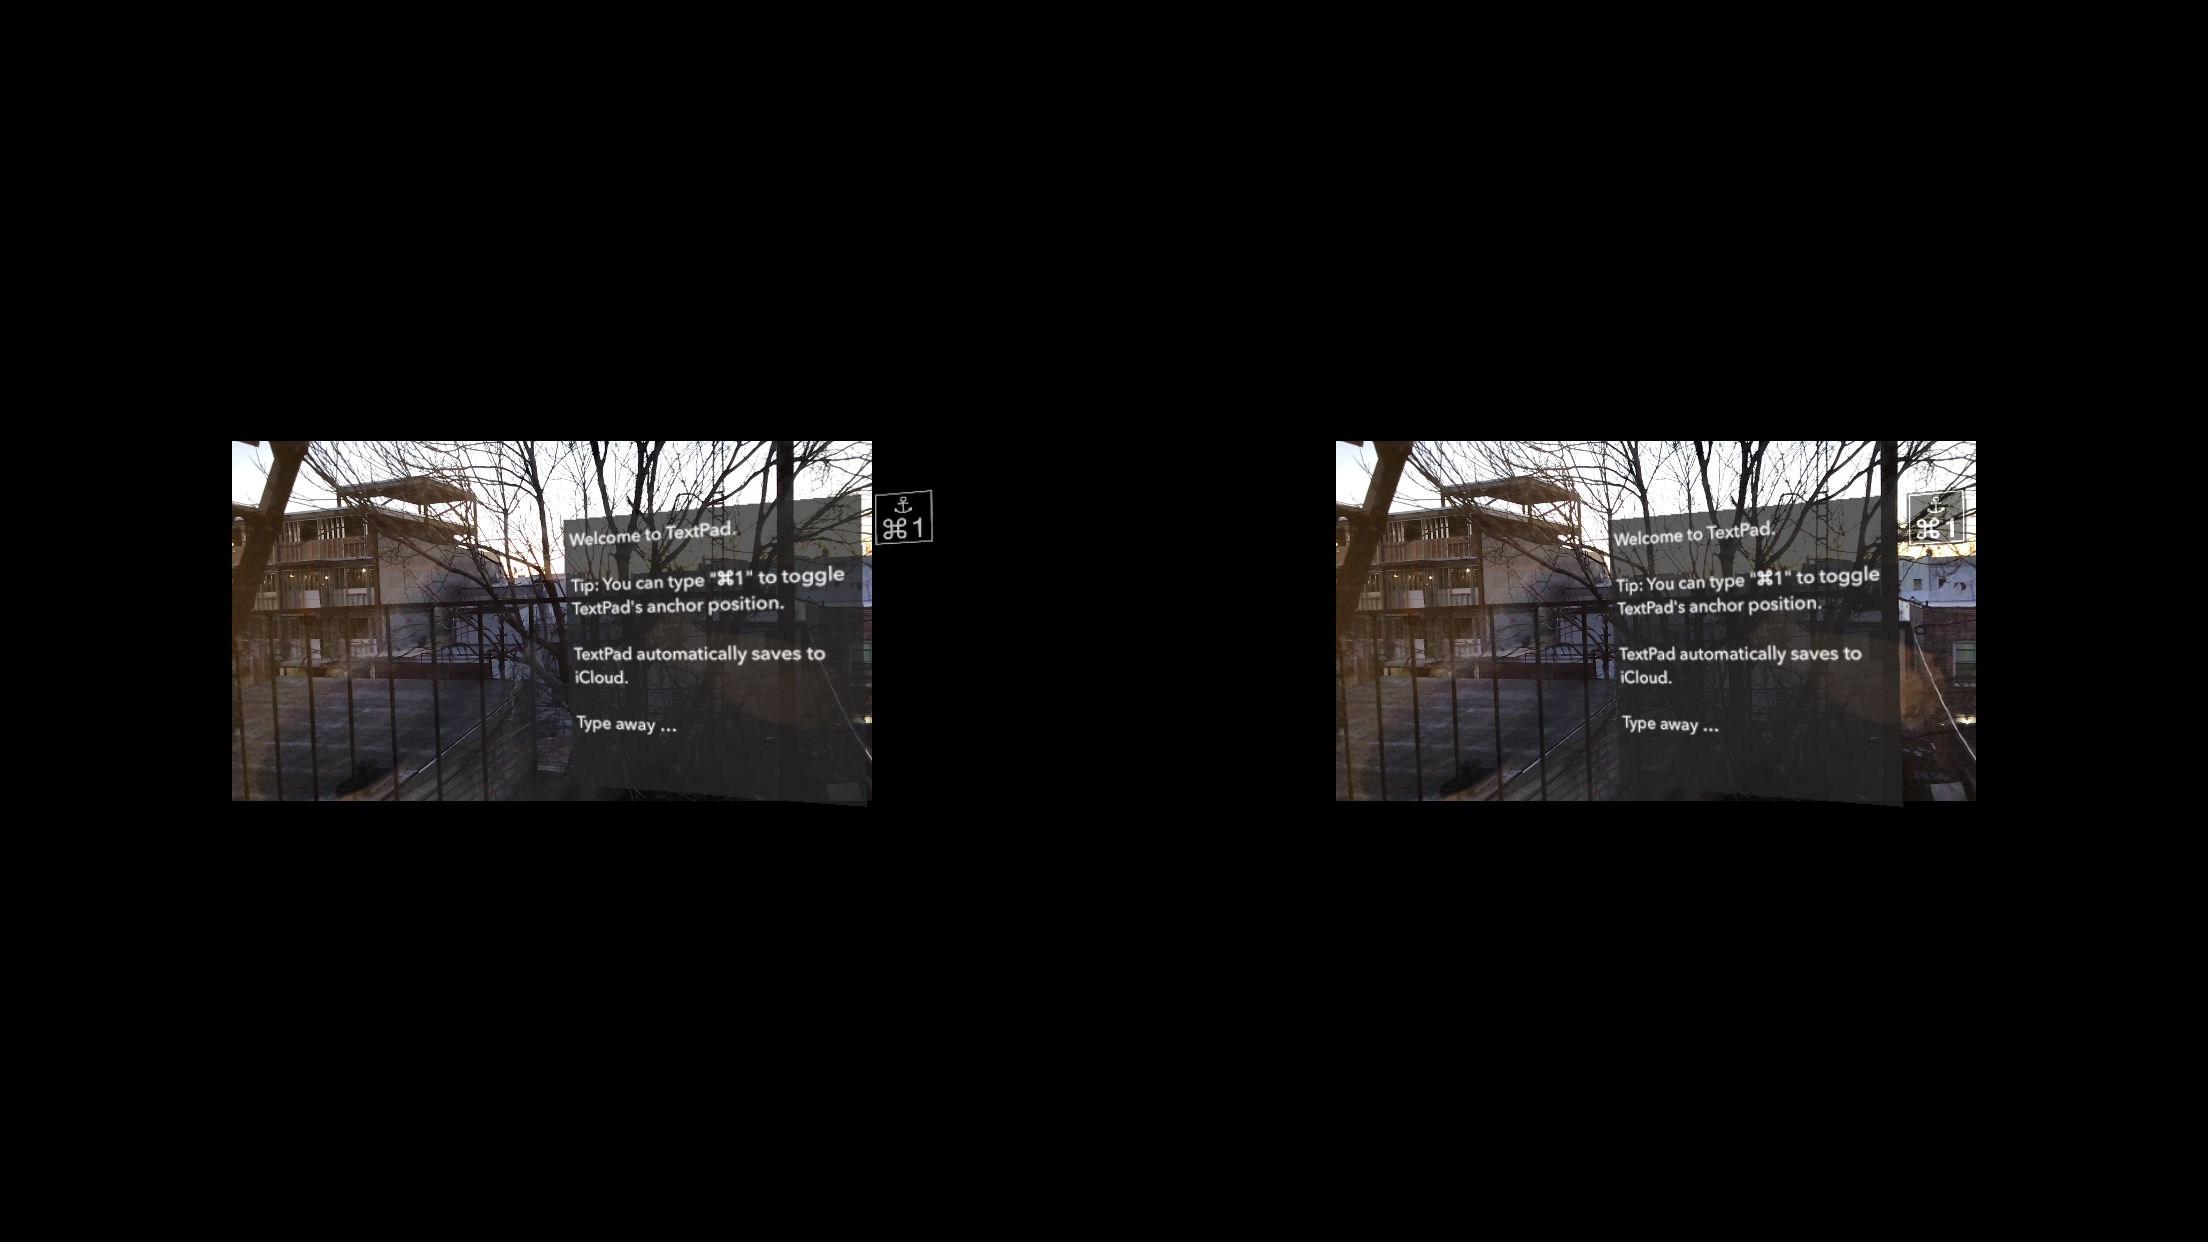 Welcome to TextPad.
Tip: You can type "⌘1" to toggle
TextPad's anchor position.
TextPad automatically saves to
iCloud.
Type away ...
⌘1
Welcome to TextPad.
Tip: You can type "⌘1" to toggle
TextPad's anchor position.
TextPad automatically saves to
iCloud.
Type away ...
⌘1